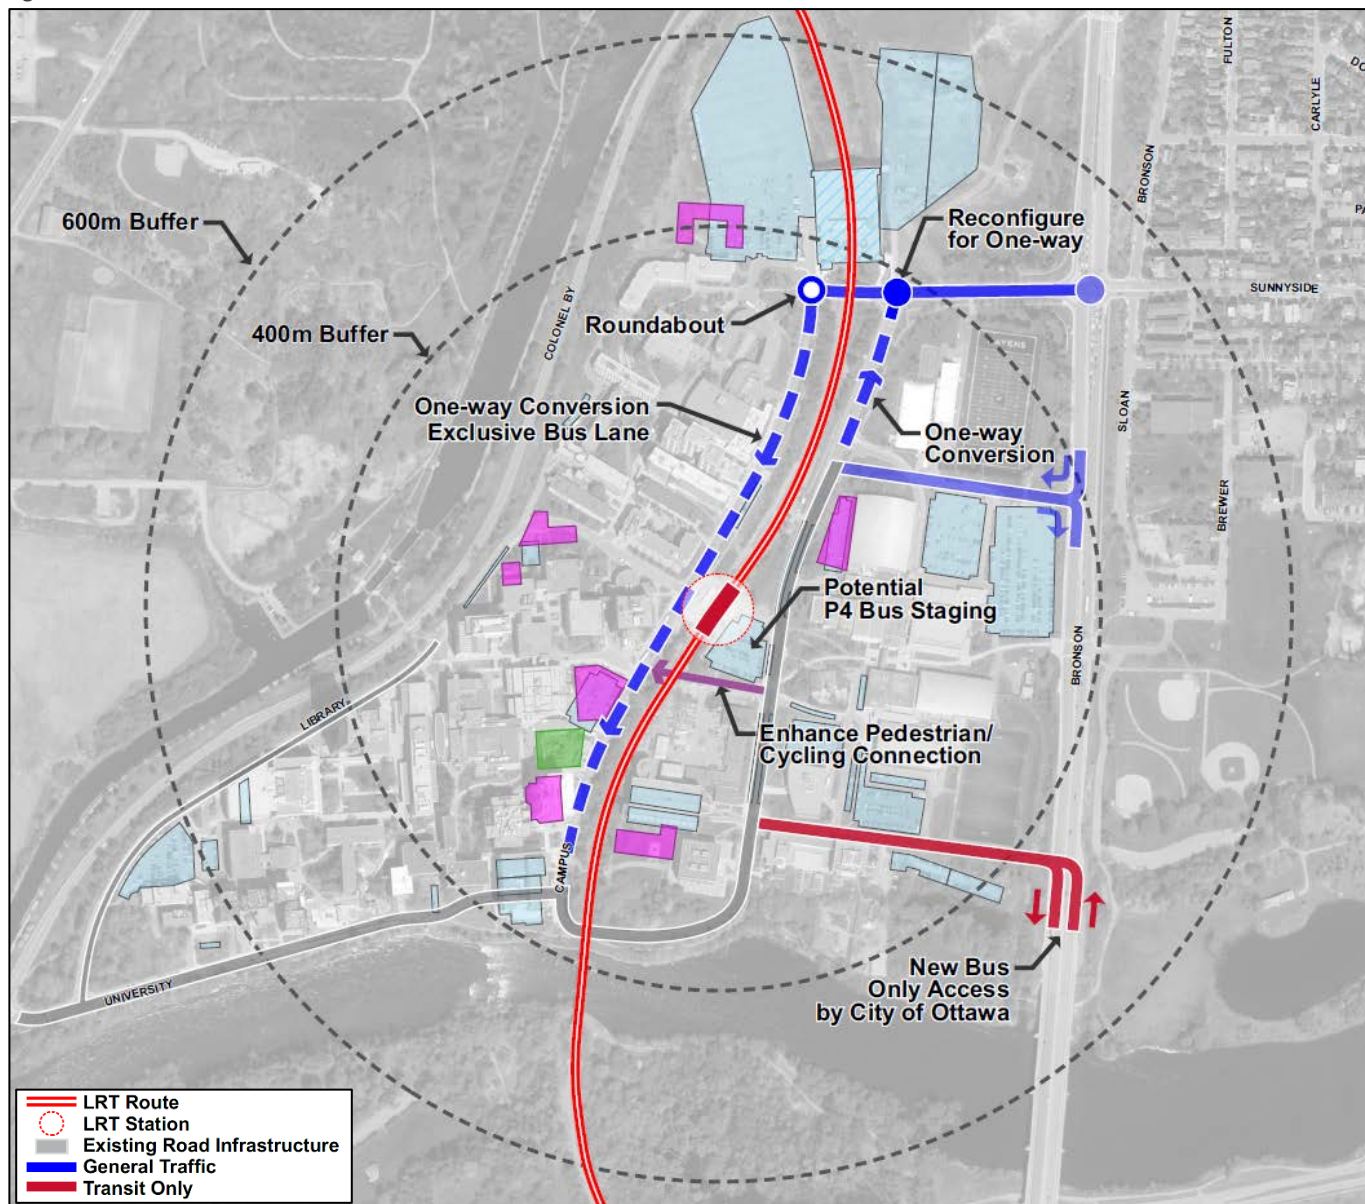 FULTON
CARLYLE
BRONSON
600m Buffer
Reconfigure
for One-way
SUNNYSIDE
Roundabout
400m Buffer
COLONEL BY
One-way Conversion
Exclusive Bus Lane
One-way
Conversion
SLOAN
BREWER
Potential
P4 Bus Staging
BRONSON
LIBRARY
Enhance Pedestrian/
Cycling Connection
CAMPUS
UNIVERSITY
New Bus
Only Access
by City of Ottawa
LRT Route
LRT Station
Existing Road Infrastructure
General Traffic
Transit Only